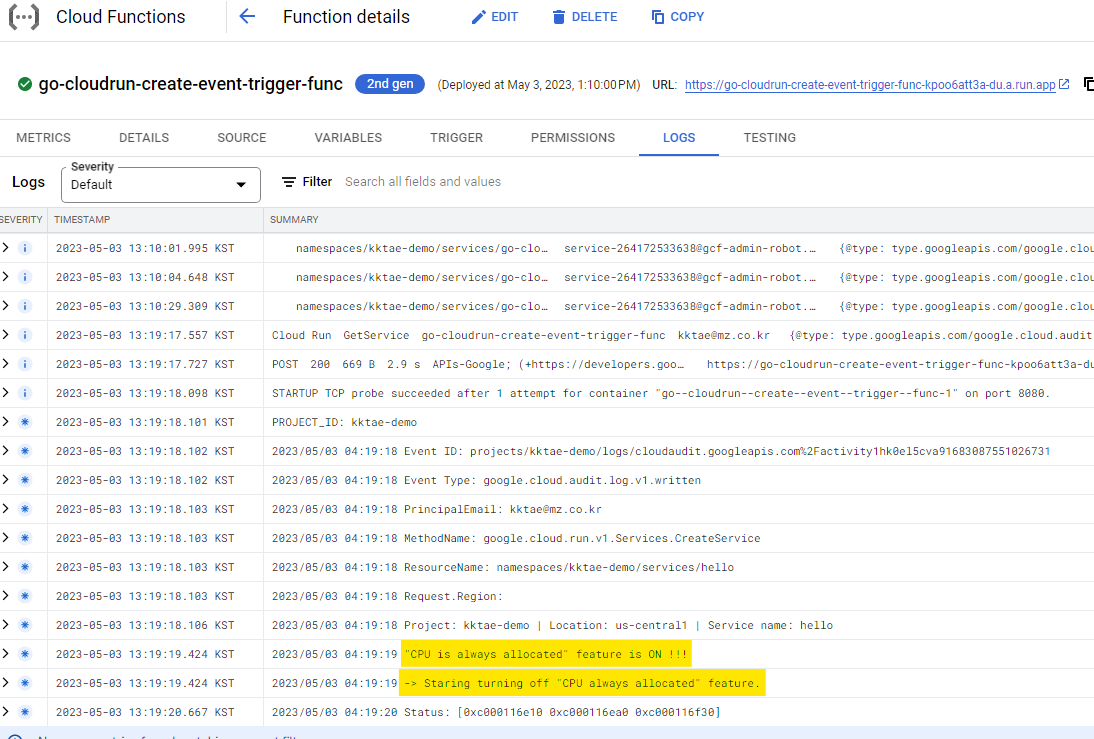 Cloud Functions Function details EDIT DELETE COPY
go-cloudrun-create-event-trigger-func 2nd gen (Deployed at May 3, 2023, 1:10:00 PM) URL: https://go-cloudrun-create-event-trigger-func-kpoo6att3a-du.a.run.app
METRICS DETAILS SOURCE VARIABLES TRIGGER PERMISSIONS LOGS TESTING
Severity
Logs Default Filter Search all fields and values
SEVERITY TIMESTAMP SUMMARY
2023-05-03 13:10:01.995 KST namespaces/kktae-demo/services/go-clo… service-264172533638@gcf-admin-robot.… {@type: type.googleapis.com/google.clou
2023-05-03 13:10:04.648 KST namespaces/kktae-demo/services/go-clo… service-264172533638@gcf-admin-robot.… {@type: type.googleapis.com/google.clou
2023-05-03 13:10:29.309 KST namespaces/kktae-demo/services/go-clo… service-264172533638@gcf-admin-robot.… {@type: type.googleapis.com/google.clou
2023-05-03 13:19:17.557 KST Cloud Run GetService go-cloudrun-create-event-trigger-func kktae@mz.co.kr {@type: type.googleapis.com/google.cloud.audit
2023-05-03 13:19:17.727 KST POST 200 669 B 2.9 s APIs-Google; (+https://developers.goo… https://go-cloudrun-create-event-trigger-func-kpoo6att3a-du
2023-05-03 13:19:18.098 KST STARTUP TCP probe succeeded after 1 attempt for container "go--cloudrun--create--event--trigger--func-1" on port 8080.
2023-05-03 13:19:18.101 KST PROJECT_ID: kktae-demo
2023-05-03 13:19:18.102 KST 2023/05/03 04:19:18 Event ID: projects/kktae-demo/logs/cloudaudit.googleapis.com%2Factivity1hk0el5cva91683087551026731
2023-05-03 13:19:18.102 KST 2023/05/03 04:19:18 Event Type: google.cloud.audit.log.v1.written
2023-05-03 13:19:18.103 KST 2023/05/03 04:19:18 PrincipalEmail: kktae@mz.co.kr
2023-05-03 13:19:18.103 KST 2023/05/03 04:19:18 MethodName: google.cloud.run.v1.Services.CreateService
2023-05-03 13:19:18.103 KST 2023/05/03 04:19:18 ResourceName: namespaces/kktae-demo/services/hello
2023-05-03 13:19:18.103 KST 2023/05/03 04:19:18 Request.Region:
2023-05-03 13:19:18.106 KST 2023/05/03 04:19:18 Project: kktae-demo | Location: us-central1 | Service name: hello
2023-05-03 13:19:19.424 KST 2023/05/03 04:19:19 "CPU is always allocated" feature is ON !!!
2023-05-03 13:19:19.424 KST 2023/05/03 04:19:19 -> Staring turning off "CPU always allocated" feature.
2023-05-03 13:19:20.667 KST 2023/05/03 04:19:20 Status: [0xc000116e10 0xc000116ea0 0xc000116f30]